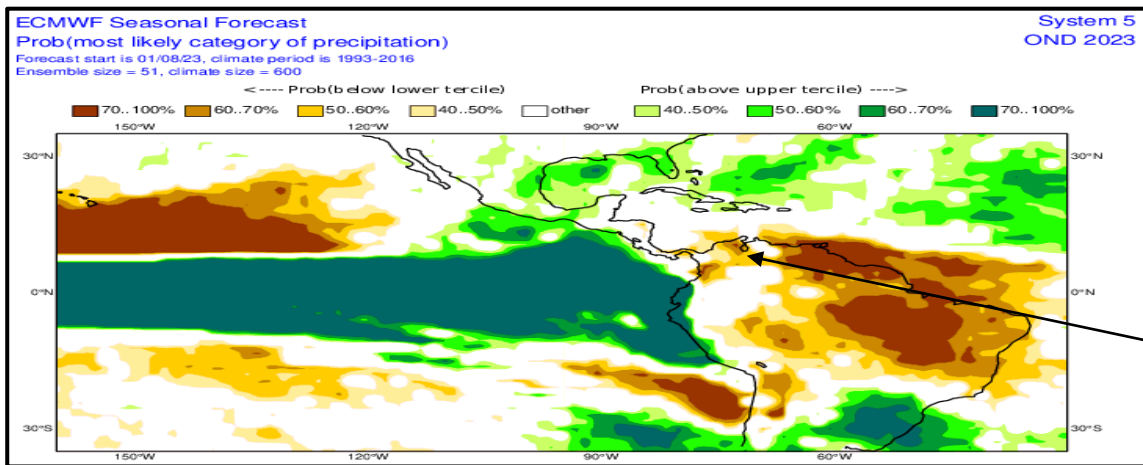 ECMWF Seasonal Forecast
System 5
Prob(most likely category of precipitation)
OND 2023
Forecast start is 01/08/23, climate period is 1993-2016
Ensemble size = 51, climate size = 600
<---- Prob(below lower tercile)
Prob(above upper tercile) ---->
70..100% 60..70% 50..60% 40..50% other 40..50% 50..60% 60..70% 70..100%
150°W 120°W 90°W 60°W
30°N 30°N
0°N 0°N
30°S 30°S
150°W 120°W 90°W 60°W